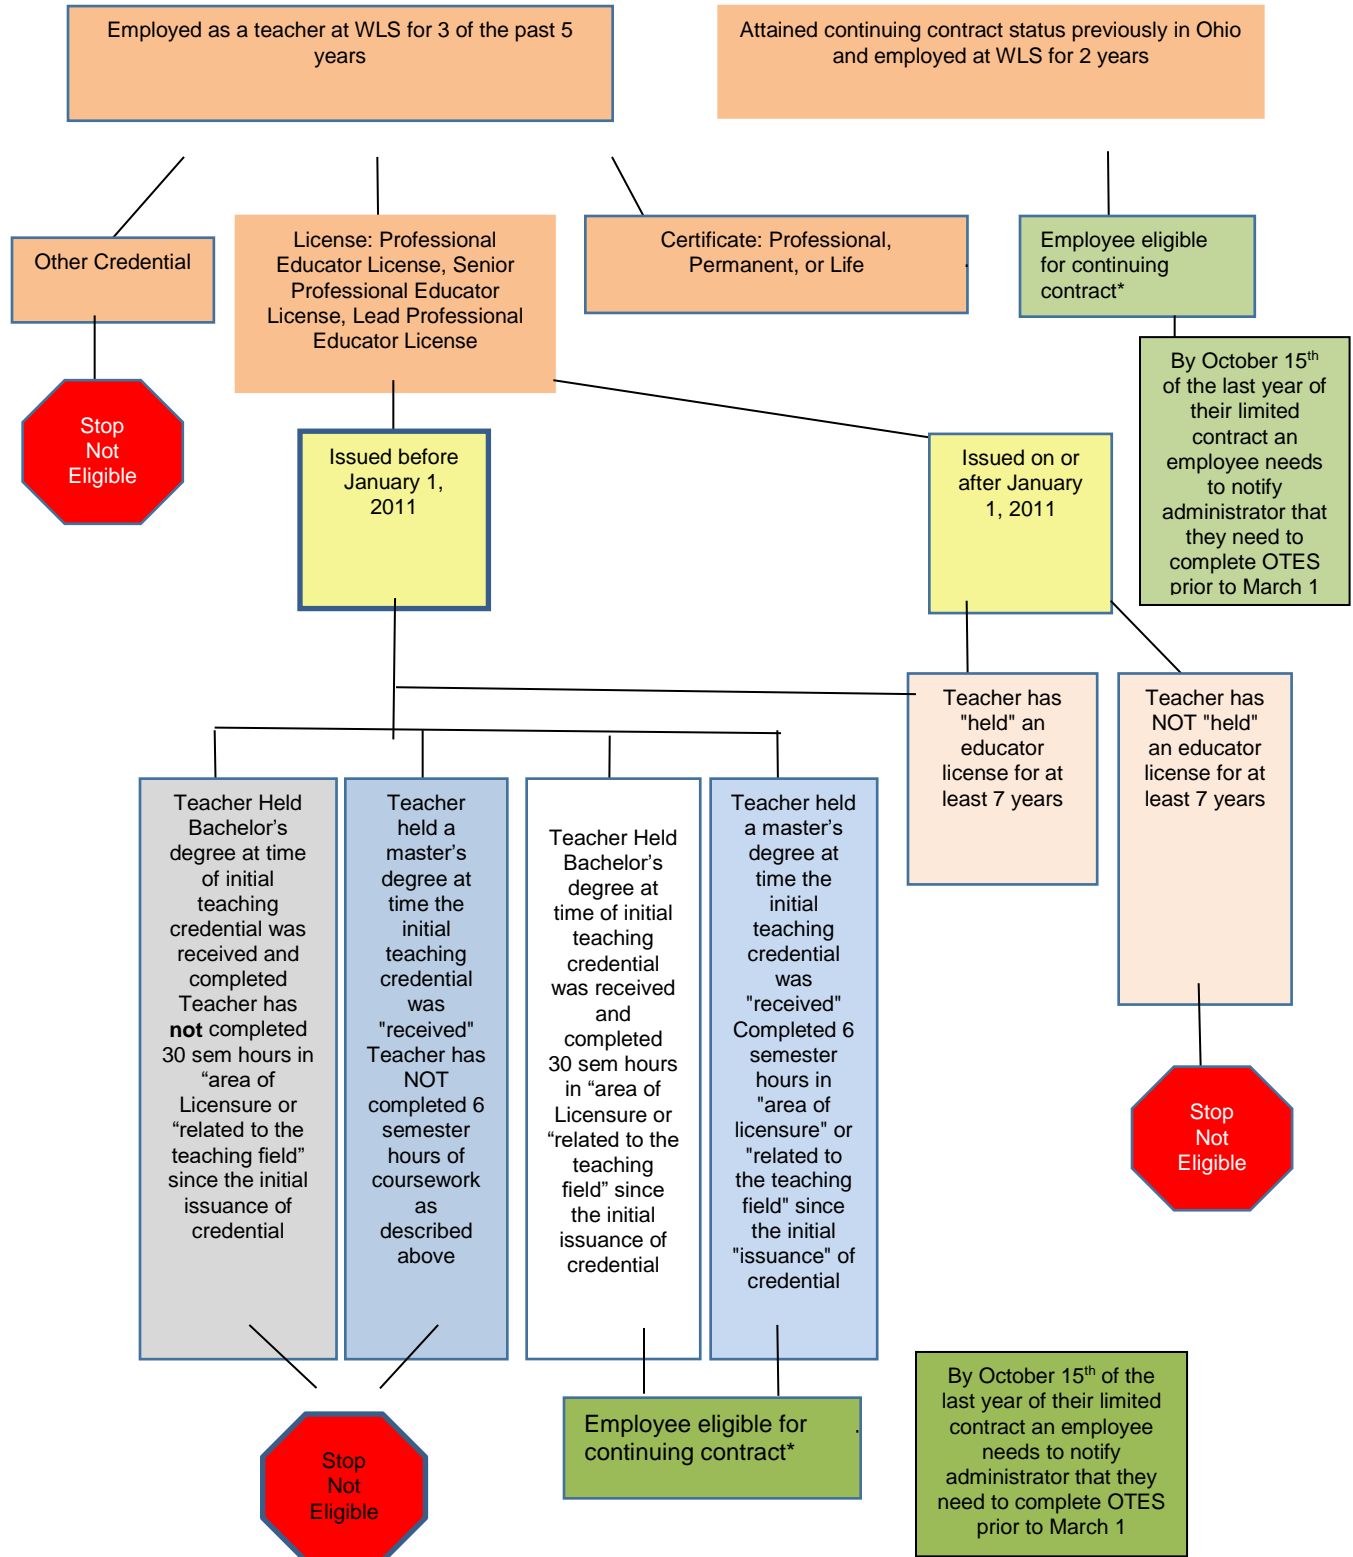 Employed as a teacher at WLS for 3 of the past 5
years
Attained continuing contract status previously in Ohio
and employed at WLS for 2 years
Other Credential
License: Professional
Educator License, Senior
Professional Educator
License, Lead Professional
Educator License
Certificate: Professional,
Permanent, or Life
.
Employee eligible
for continuing
contract*
By October 15th
of the last year of
their limited
contract an
employee needs
to notify
administrator that
they need to
complete OTES
prior to March 1
Stop
Not
Eligible
Issued before
January 1,
2011
Issued on or
after January
1, 2011
Teacher has
"held" an
educator
license for at
least 7 years
Teacher has
NOT "held"
an educator
license for at
least 7 years
Teacher Held
Bachelor’s
degree at time
of initial
teaching
credential was
received and
completed
Teacher has
not completed
30 sem hours in
“area of
Licensure or
“related to the
teaching field”
since the initial
issuance of
credential
Teacher
held a
master’s
degree at
time the
initial
teaching
credential
was
"received"
Teacher has
NOT
completed 6
semester
hours of
coursework
as
described
above
Teacher Held
Bachelor’s
degree at
time of initial
teaching
credential
was received
and
completed
30 sem hours
in “area of
Licensure or
“related to the
teaching
field” since
the initial
issuance of
credential
Teacher held
a master’s
degree at
time the
initial
teaching
credential
was
"received"
Completed 6
semester
hours in
"area of
licensure" or
"related to
the teaching
field" since
the initial
"issuance" of
credential
Stop
Not
Eligible
Stop
Not
Eligible
Employee eligible for
continuing contract*
.
By October 15th of the
last year of their limited
contract an employee
needs to notify
administrator that they
need to complete OTES
prior to March 1